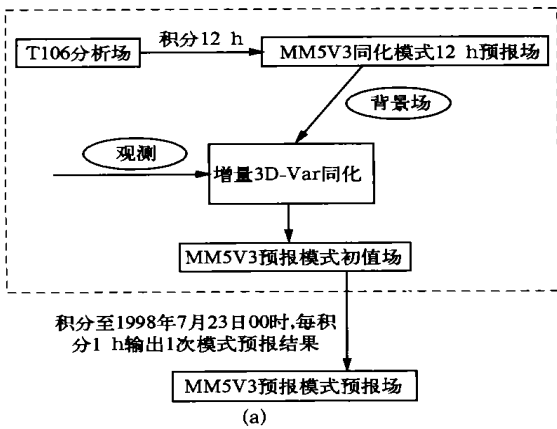 T106分析场
积分12 h
MM5V3同化模式12 h预报场
背景场
观测
增量3D-Var同化
MM5V3预报模式初值场
积分至1998年7月23日00时,每积
分1 h输出1次模式预报结果
MM5V3预报模式预报场
(a)